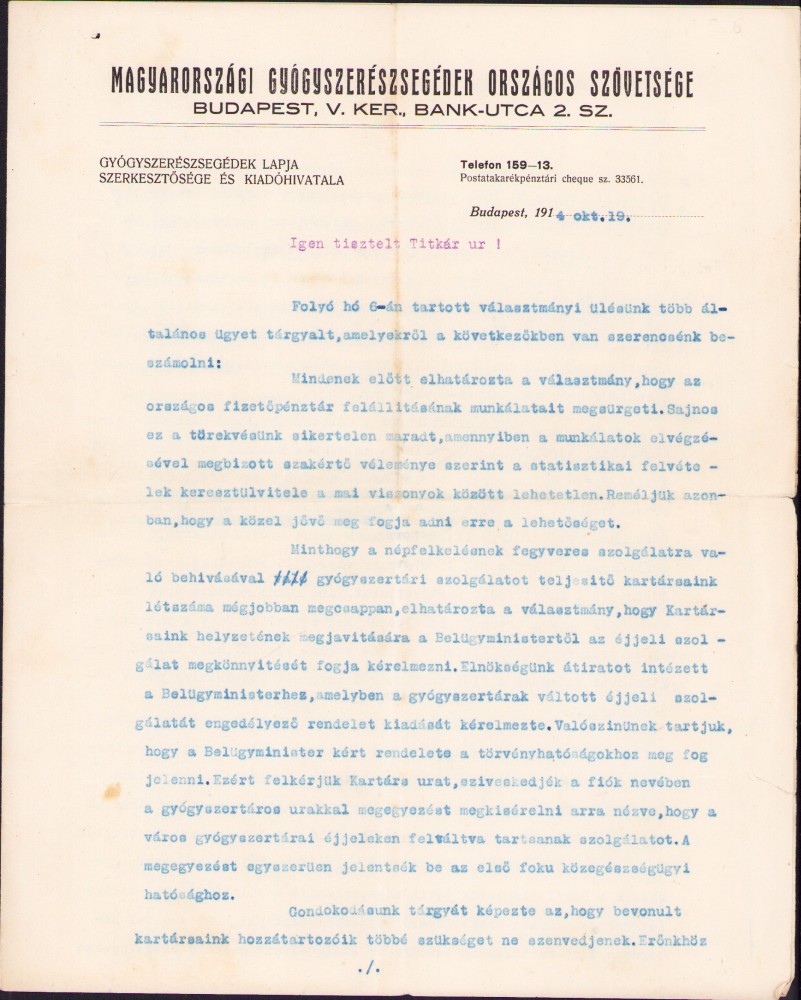 MAGYARORSZÁGI GYÓGYSZERÉSZSEGÉDEK ORSZÁGOS SZÖVETSÉGE
BUDAPEST, V. KER., BANK-UTCA 2. SZ.
GYÓGYSZERÉSZSEGÉDEK LAPJA
SZERKESZTŐSÉGE ÉS KIADÓHIVATALA
Telefon 159—13.
Postatakarékpénztári cheque sz. 33561.
Budapest, 1914 okt.19.
Igen tisztelt Titkár ur !
Folyó hó 6-án tartott választmányi ülésünk több ál-
talános ügyet tárgyalt,amelyekről a következőkben van szerencsénk be-
számolni:
Mindenek előtt elhatározta a választmány,hogy az
országos fizetőpénztár felállitásának munkálatait megsürgeti.Sajnos
ez a törekvésünk sikertelen maradt,amennyiben a munkálatok elvégzé-
sével megbizott szakértő véleménye szerint a statisztikai felvéte -
lek keresztülvitele a mai viszonyok között lehetetlen.Reméljük azon-
ban,hogy a közel jövő meg fogja adni erre a lehetőséget.
Minthogy a népfelkelésnek fegyveres szolgálatra va-
ló behivásával gyógyszertári szolgálatot teljesitő kartársaink
létszáma mégjobban megcsappan,elhatározta a választmány,hogy Kartár-
saink helyzetének megjavitására a Belügyministertől az éjjeli szol -
gálat megkönnyitését fogja kérelmezni.Elnökségünk átiratot intézett
a Belügyministerhez,amelyben a gyógyszertárak váltott éjjeli szol-
gálatát engedélyező rendelet kiadását kérelmezte.Valószinünek tartjuk,
hogy a Belügyminister kért rendelete a törvényhatóságokhoz meg fog
jelenni.Ezért felkérjük Kartárs urat,sziveskedjék a fiók nevében
a gyógyszertáros urakkal megegyezést megkisérelni arra nézve,hogy a
város gyógyszertárai éjjeleken felváltva tartsanak szolgálatot.A
megegyezést egyszerüen jelentsék be az első foku közegészségügyi
hatósághoz.
Gondokodásunk tárgyát képezte az,hogy bevonult
kartársaink hozzátartozóik többé szükséget ne szenvedjenek.Erőnkhöz
./.